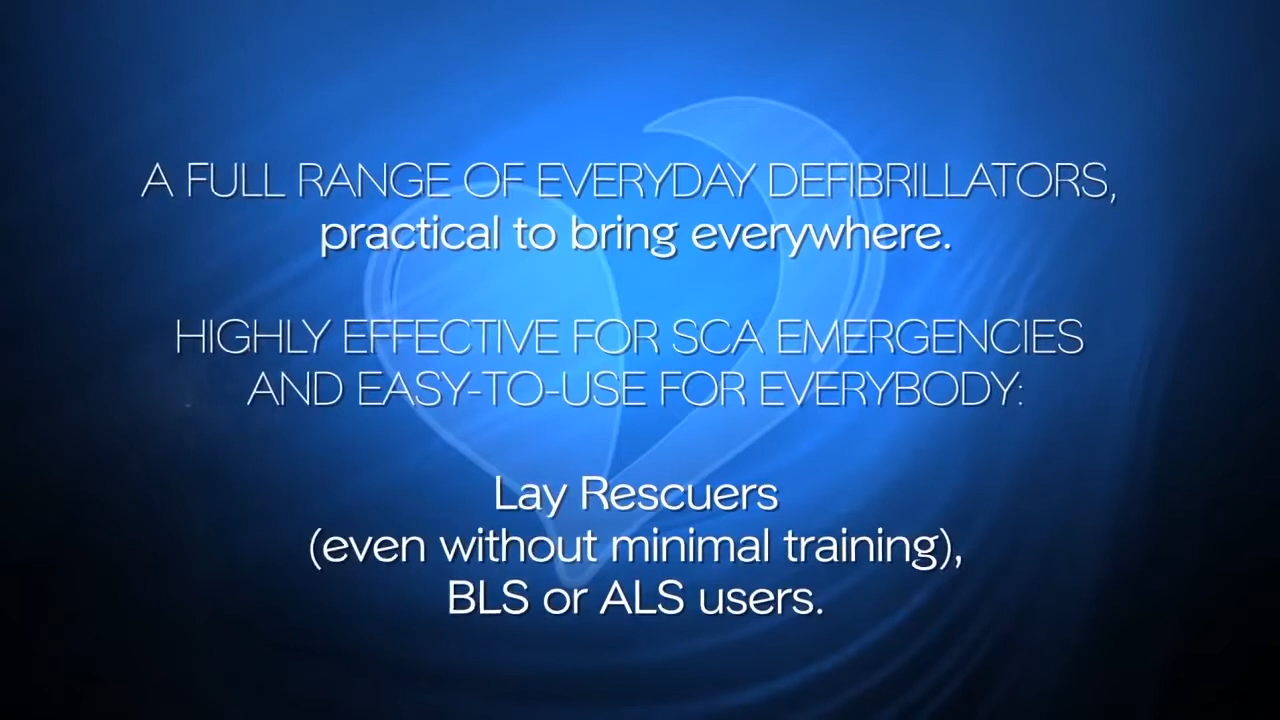 A FULL RANGE OF EVERYDAY DEFIBRILLATORS,
practical to bring everywhere.
HIGHLY EFFECTIVE FOR SCA EMERGENCIES
AND EASY-TO-USE FOR EVERYBODY:
Lay Rescuers
(even without minimal training),
BLS or ALS users.